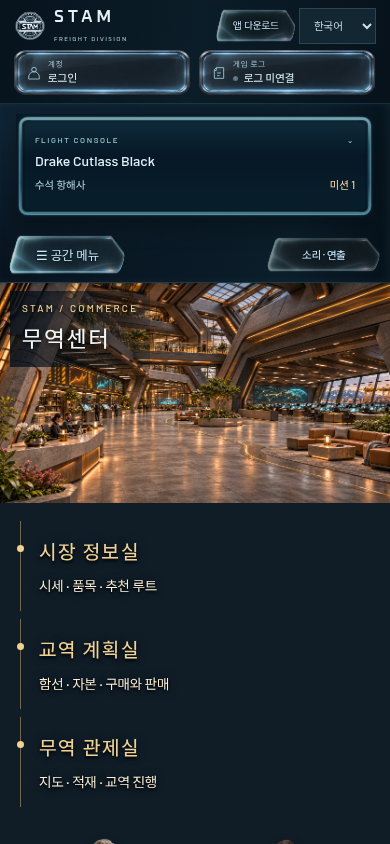 STAM
FREIGHT DIVISION
앱 다운로드
한국어
계정
로그인
게임 로그
로그 미연결
FLIGHT CONSOLE
Drake Cutlass Black
수석 항해사
미션 1
☰ 공간 메뉴
소리·연출
STAM / COMMERCE
무역센터
시장 정보실
시세·품목·추천 루트
교역 계획실
함선·자본·구매와 판매
무역 관제실
지도·적재·교역 진행